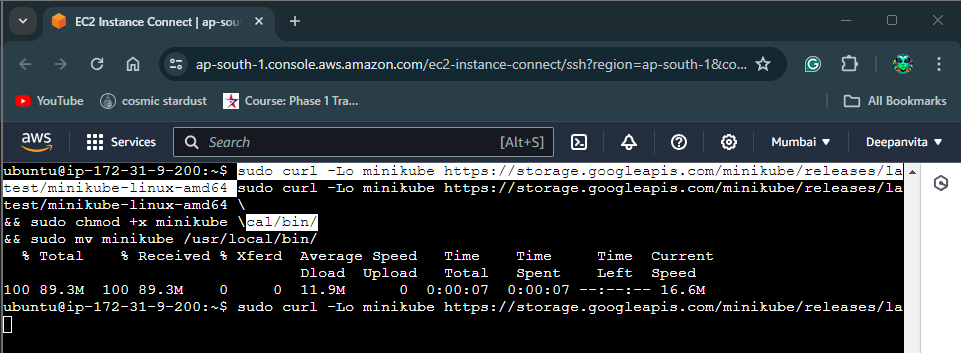 EC2 Instance Connect | ap-sou
ap-south-1.console.aws.amazon.com/ec2-instance-connect/ssh?region=ap-south-1&co...
YouTube cosmic stardust Course: Phase 1 Tra... All Bookmarks
aws Services Search [Alt+S] Mumbai Deepanvita
ubuntu@ip-172-31-9-200:~$ sudo curl -Lo minikube https://storage.googleapis.com/minikube/releases/la
test/minikube-linux-amd64 sudo curl -Lo minikube https://storage.googleapis.com/minikube/releases/la
test/minikube-linux-amd64 \
&& sudo chmod +x minikube \cal/bin/
&& sudo mv minikube /usr/local/bin/
% Total % Received % Xferd Average Speed Time Time Time Current
Dload Upload Total Spent Left Speed
100 89.3M 100 89.3M 0 0 11.9M 0 0:00:07 0:00:07 --:--:-- 16.6M
ubuntu@ip-172-31-9-200:~$ sudo curl -Lo minikube https://storage.googleapis.com/minikube/releases/la